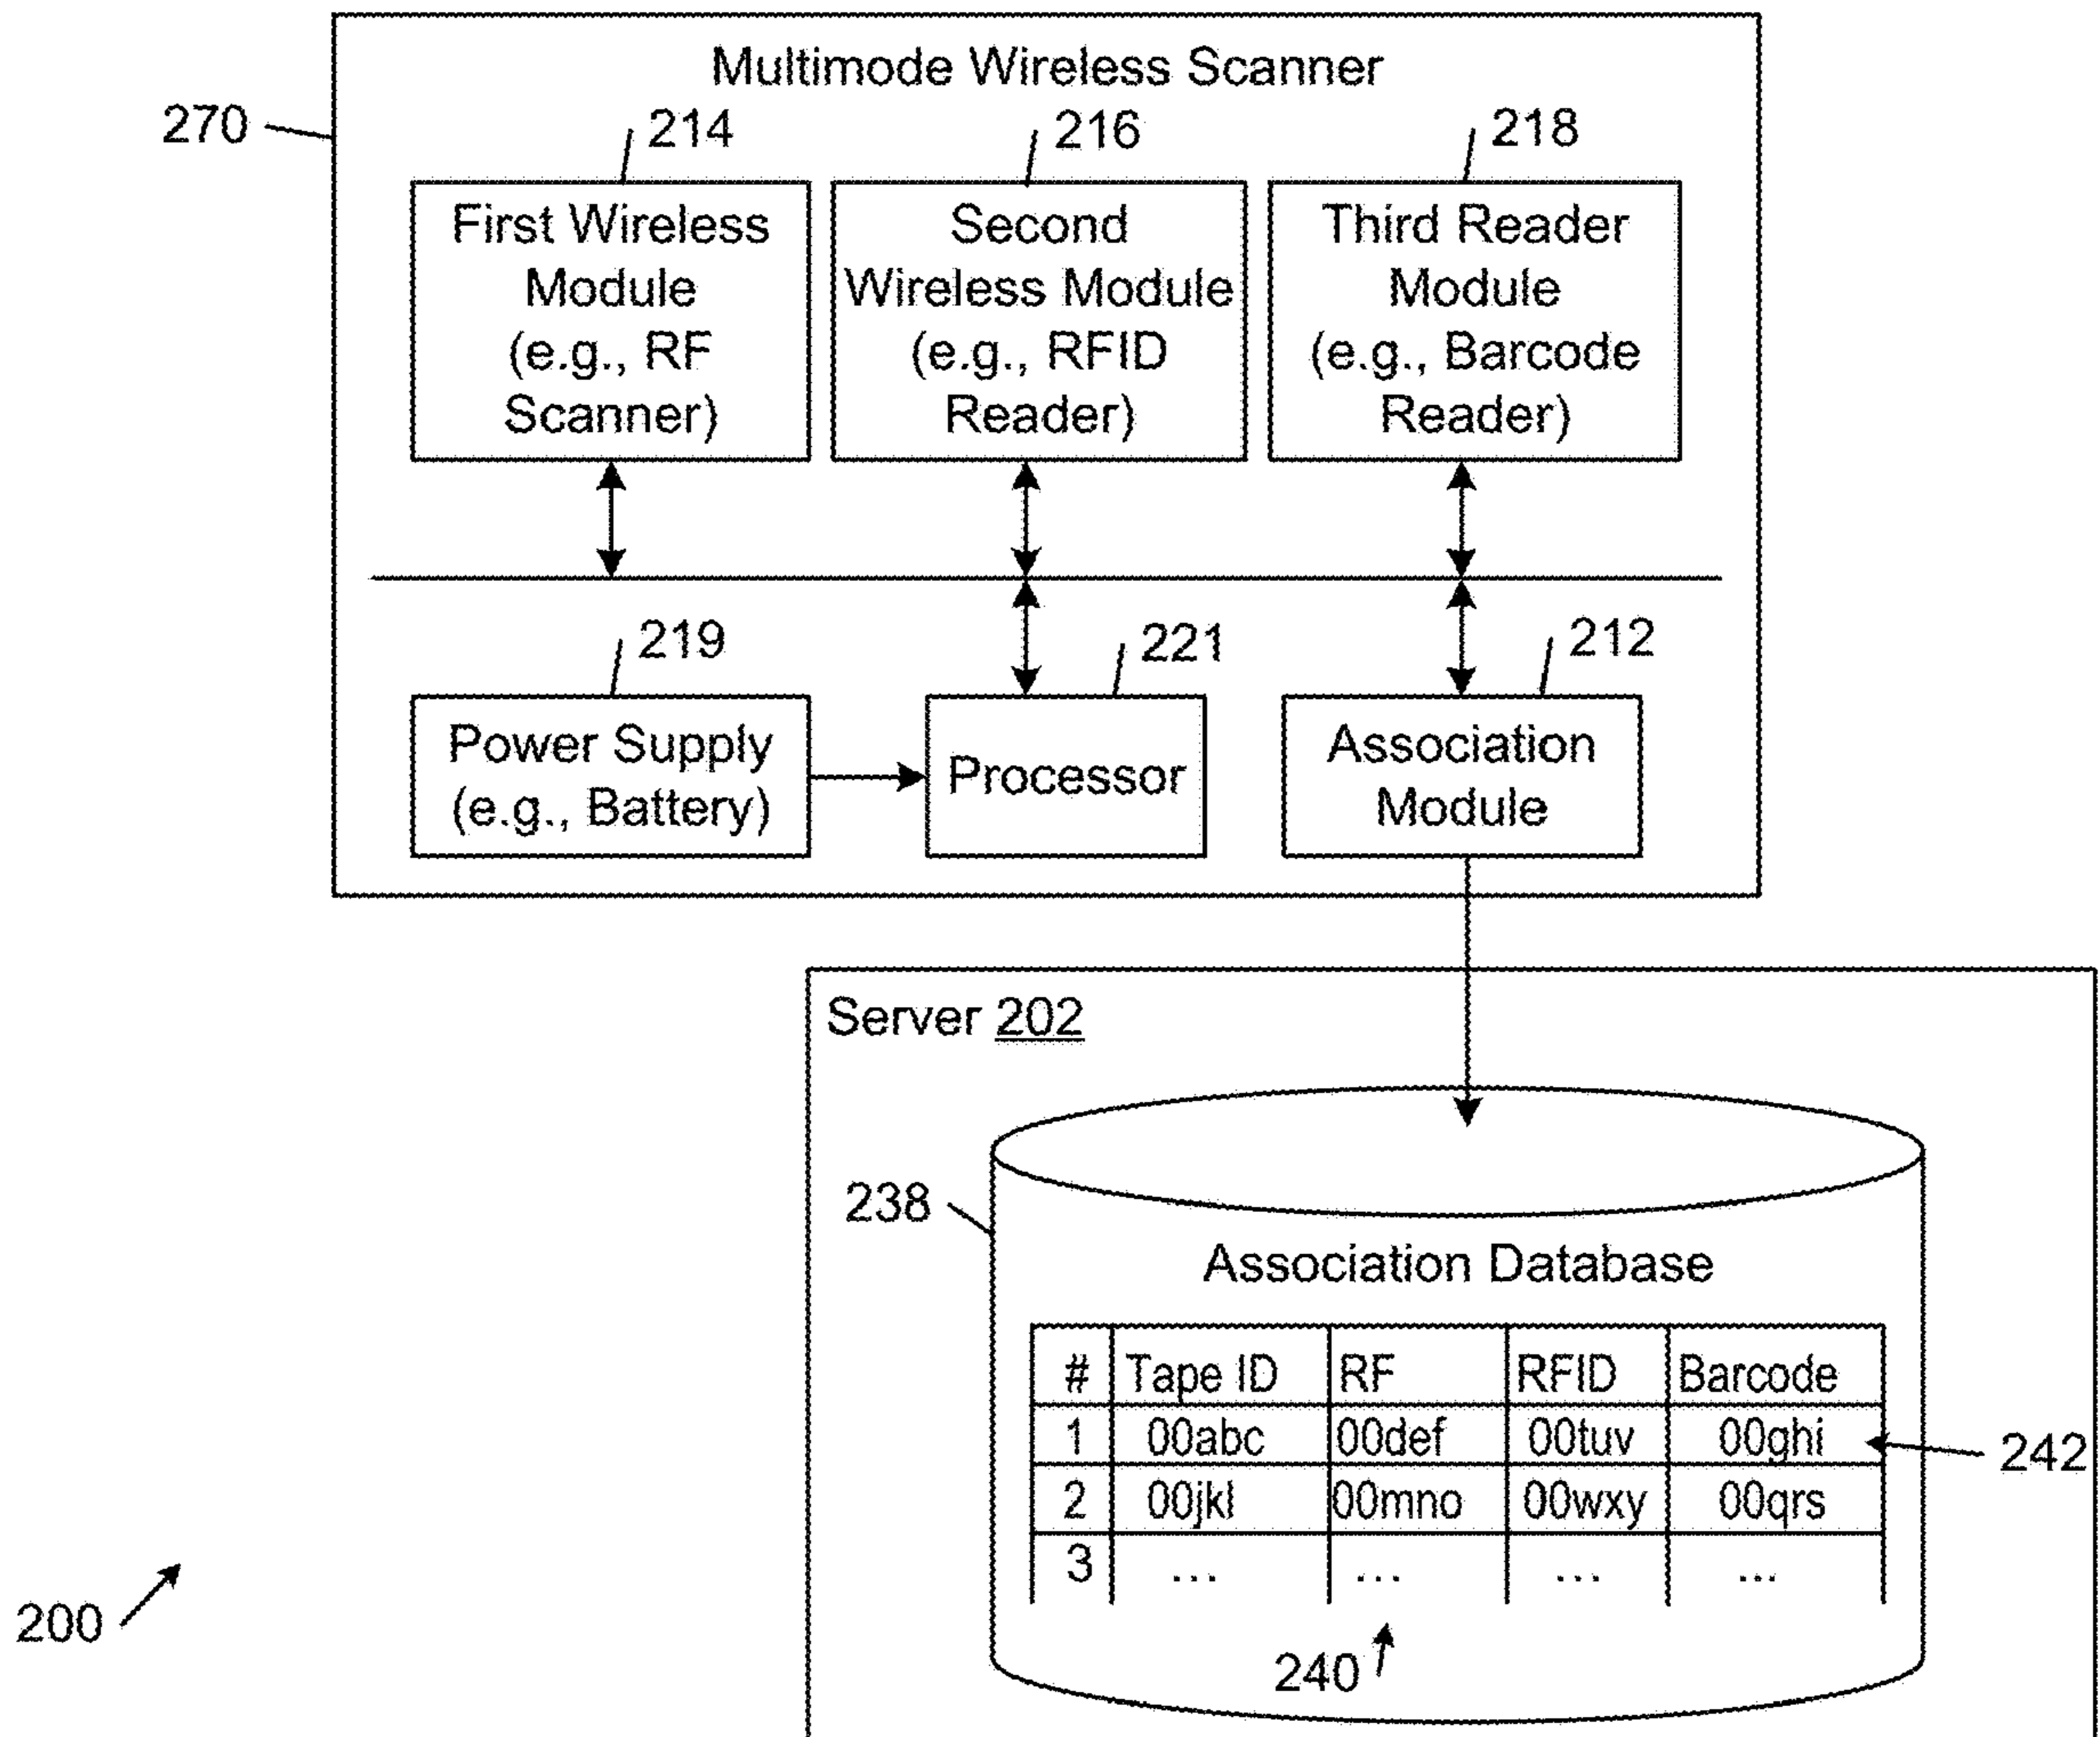 Multimode Wireless Scanner
270
214
216
218
First Wireless
Module
(e.g., RF
Scanner)
Second
Wireless Module
(e.g., RFID
Reader)
Third Reader
Module
(e.g., Barcode
Reader)
219
221
212
Power Supply
(e.g., Battery)
Processor
Association
Module
Server 202
238
Association Database
# Tape ID RF RFID Barcode
1 00abc 00def 00tuv 00ghi
242
2 00jkl 00mno 00wxy 00qrs
3 ... ... ... ...
200
240